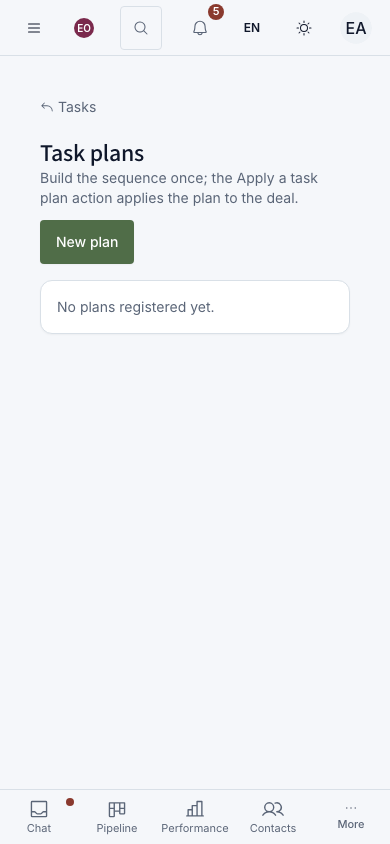 EO
5
EN
EA
Tasks
Task plans
Build the sequence once; the Apply a task
plan action applies the plan to the deal.
New plan
No plans registered yet.
Chat
Pipeline
Performance
Contacts
More